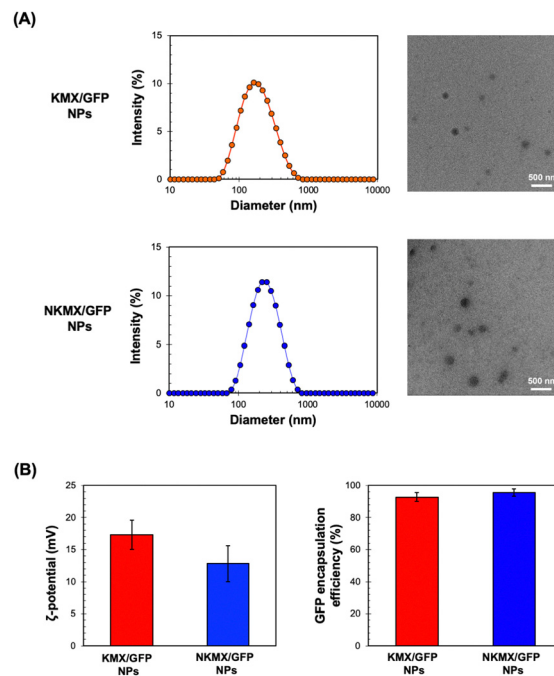 (A)
KMX/GFP
NPs
Intensity (%)
15
10
5
0
10
100
1000
10000
Diameter (nm)
500 nm
NKMX/GFP
NPs
Intensity (%)
15
10
5
0
10
100
1000
10000
Diameter (nm)
500 nm
(B)
ζ-potential (mV)
25
20
15
10
5
0
KMX/GFP
NPs
NKMX/GFP
NPs
GFP encapsulation
efficiency (%)
100
80
60
40
20
0
KMX/GFP
NPs
NKMX/GFP
NPs